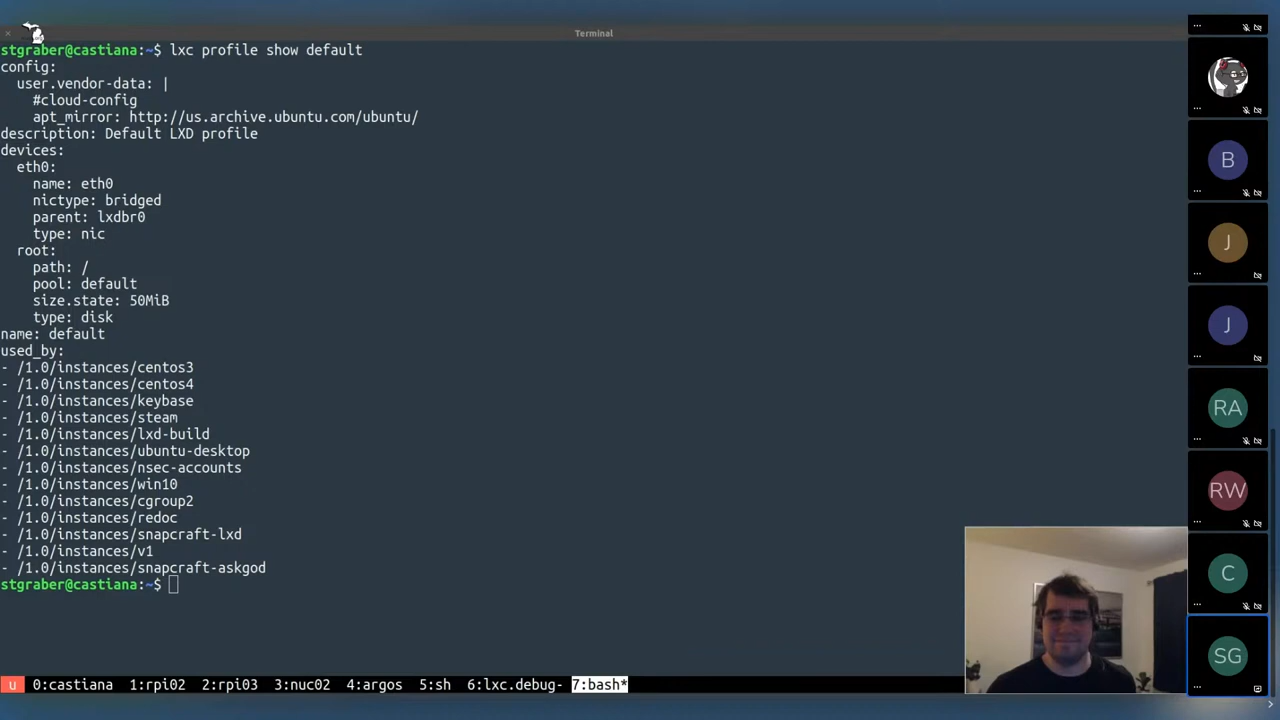 Terminal
stgraber@castiana:~$ lxc profile show default
config:
  user.vendor-data: |
    #cloud-config
    apt_mirror: http://us.archive.ubuntu.com/ubuntu/
description: Default LXD profile
devices:
  eth0:
    name: eth0
    nictype: bridged
    parent: lxdbr0
    type: nic
  root:
    path: /
    pool: default
    size.state: 50MiB
    type: disk
name: default
used_by:
- /1.0/instances/centos3
- /1.0/instances/centos4
- /1.0/instances/keybase
- /1.0/instances/steam
- /1.0/instances/lxd-build
- /1.0/instances/ubuntu-desktop
- /1.0/instances/nsec-accounts
- /1.0/instances/win10
- /1.0/instances/cgroup2
- /1.0/instances/redoc
- /1.0/instances/snapcraft-lxd
- /1.0/instances/v1
- /1.0/instances/snapcraft-askgod
stgraber@castiana:~$
u 0:castiana 1:rpi02 2:rpi03 3:nuc02 4:argos 5:sh 6:lxc.debug- 7:bash*
B
J
J
RA
RW
C
SG